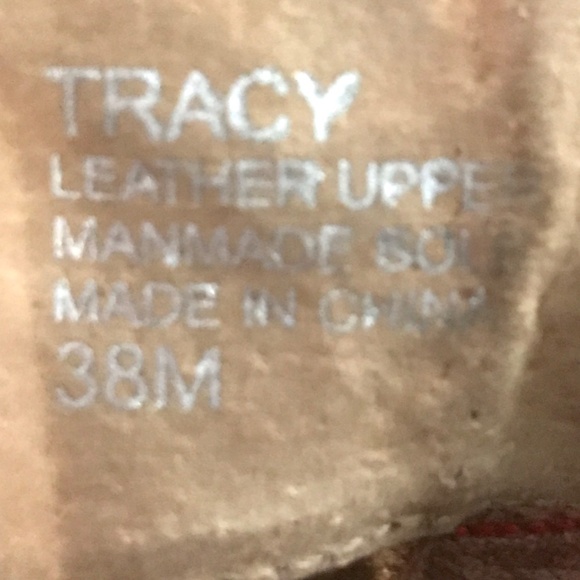 TRACY
LEATHER UPPER
MANMADE SOLE
MADE IN CHINA
38M